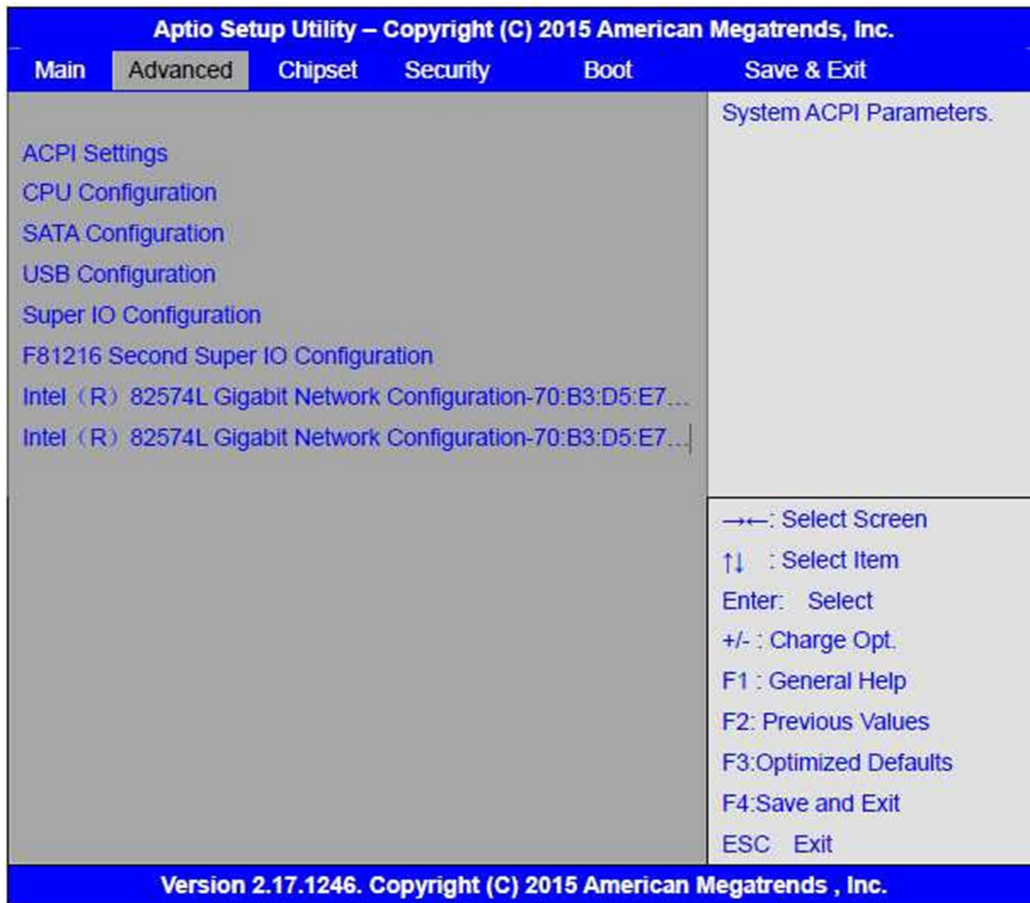 Aptio Setup Utility – Copyright (C) 2015 American Megatrends, Inc.
Main Advanced Chipset Security Boot Save & Exit
ACPI Settings
CPU Configuration
SATA Configuration
USB Configuration
Super IO Configuration
F81216 Second Super IO Configuration
Intel（R）82574L Gigabit Network Configuration-70:B3:D5:E7...
Intel（R）82574L Gigabit Network Configuration-70:B3:D5:E7...
System ACPI Parameters.
→←: Select Screen
↑↓ : Select Item
Enter: Select
+/- : Charge Opt.
F1 : General Help
F2: Previous Values
F3:Optimized Defaults
F4:Save and Exit
ESC Exit
Version 2.17.1246. Copyright (C) 2015 American Megatrends , Inc.